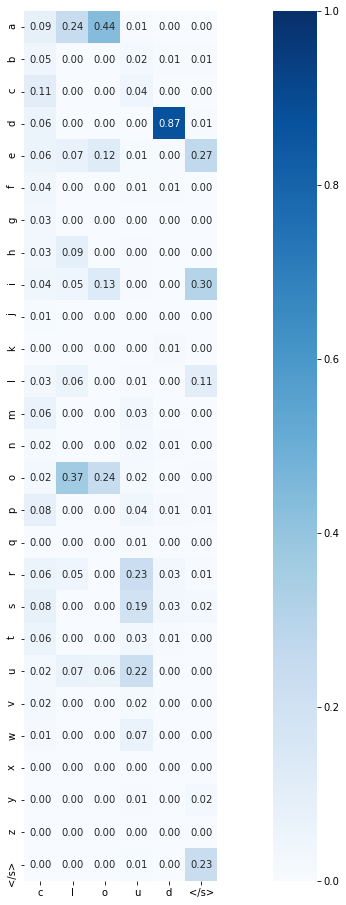 a 0.09 0.24 0.44 0.01 0.00 0.00 1.0
b 0.05 0.00 0.00 0.02 0.01 0.00
c 0.11 0.00 0.00 0.04 0.00 0.00
d 0.06 0.00 0.00 0.00 0.87 0.01
e 0.06 0.07 0.12 0.01 0.00 0.27
f 0.04 0.00 0.00 0.01 0.01 0.00 0.8
g 0.03 0.00 0.00 0.00 0.00 0.00
h 0.03 0.09 0.00 0.00 0.00 0.00
i 0.04 0.05 0.13 0.00 0.00 0.30
j 0.01 0.00 0.00 0.00 0.00 0.00
k 0.00 0.00 0.00 0.00 0.01 0.00 0.6
l 0.03 0.06 0.00 0.01 0.00 0.11
m 0.06 0.00 0.00 0.03 0.00 0.00
n 0.02 0.00 0.00 0.02 0.01 0.00
o 0.02 0.37 0.24 0.02 0.00 0.00
p 0.08 0.00 0.00 0.04 0.01 0.01 0.4
q 0.00 0.00 0.00 0.01 0.00 0.00
r 0.06 0.05 0.00 0.23 0.03 0.01
s 0.08 0.00 0.00 0.19 0.03 0.02
t 0.06 0.00 0.00 0.03 0.01 0.00
u 0.02 0.07 0.06 0.22 0.00 0.00
v 0.02 0.00 0.00 0.02 0.00 0.00 0.2
w 0.01 0.00 0.00 0.07 0.00 0.00
x 0.00 0.00 0.00 0.00 0.00 0.00
y 0.00 0.00 0.00 0.01 0.00 0.02
z 0.00 0.00 0.00 0.00 0.00 0.00
</s> 0.00 0.00 0.00 0.01 0.00 0.23 0.0
c l o u d </s>